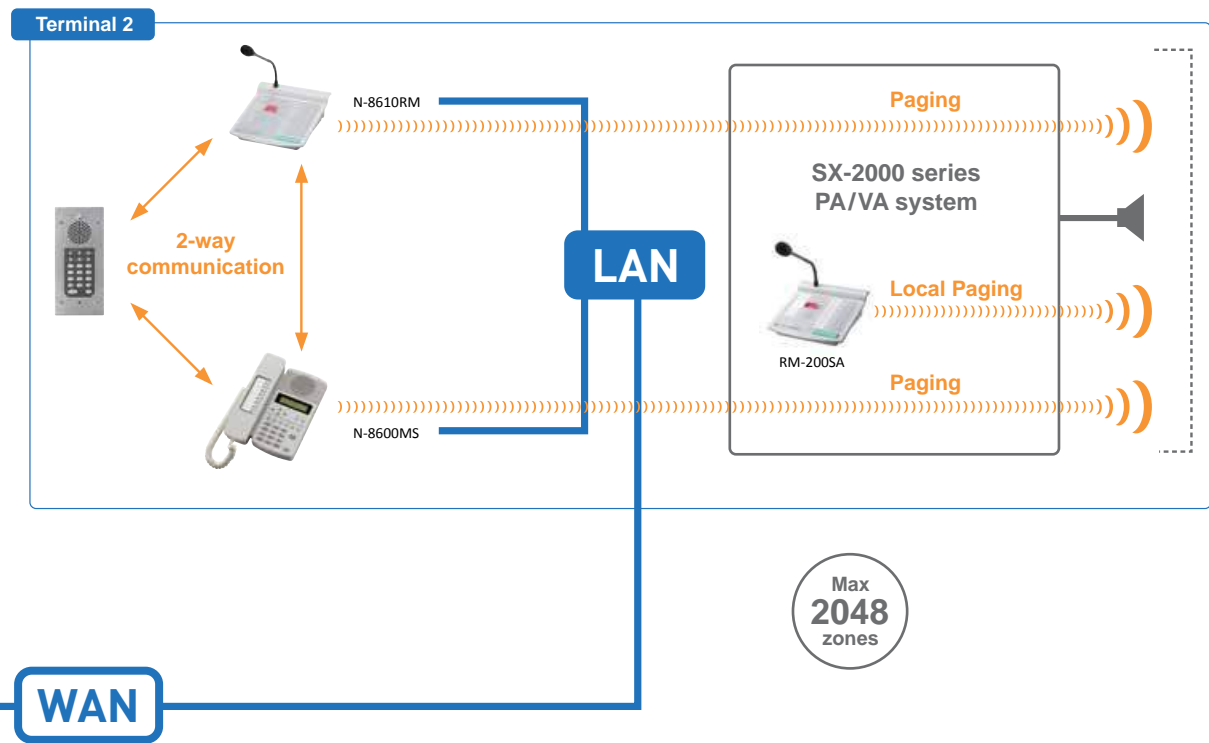 Terminal 2
N-8610RM
Paging
SX-2000 series
PA/VA system
2-way
communication
LAN
Local Paging
RM-200SA
Paging
N-8600MS
Max
2048
zones
WAN